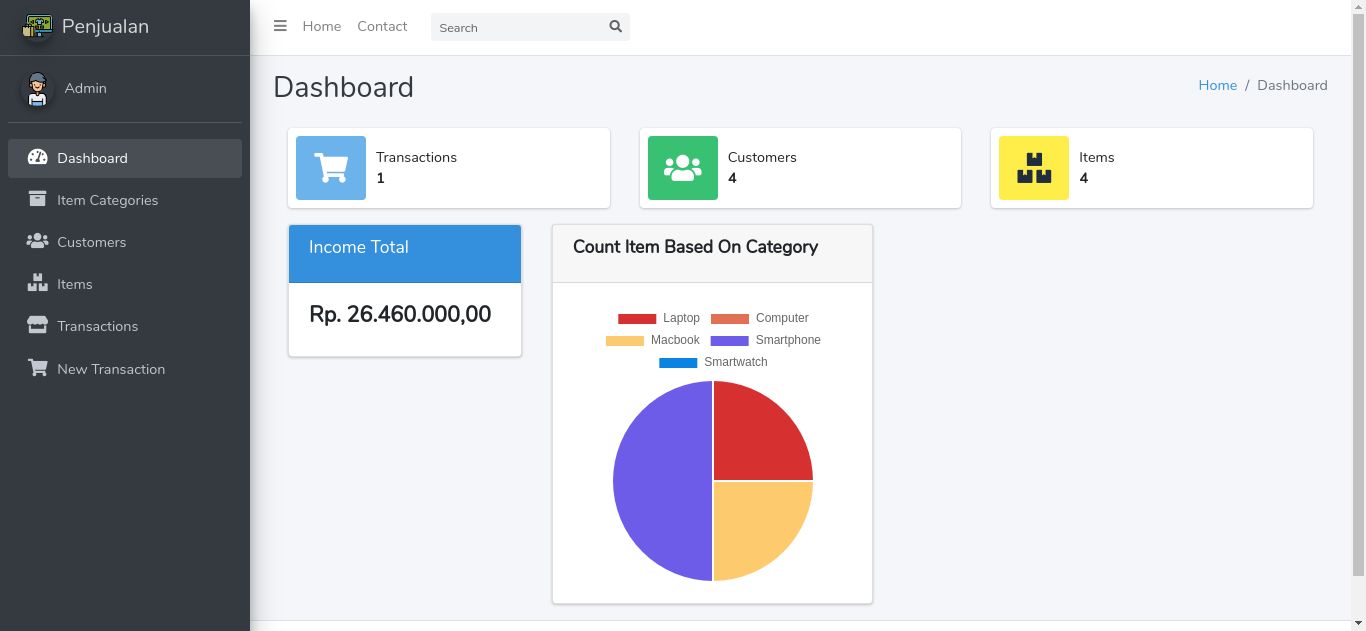 Penjualan
Home Contact Search
Admin
Dashboard
Home / Dashboard
Dashboard
Item Categories
Customers
Items
Transactions
New Transaction
Transactions
1
Customers
4
Items
4
Income Total
Rp. 26.460.000,00
Count Item Based On Category
Laptop Computer
Macbook Smartphone
Smartwatch